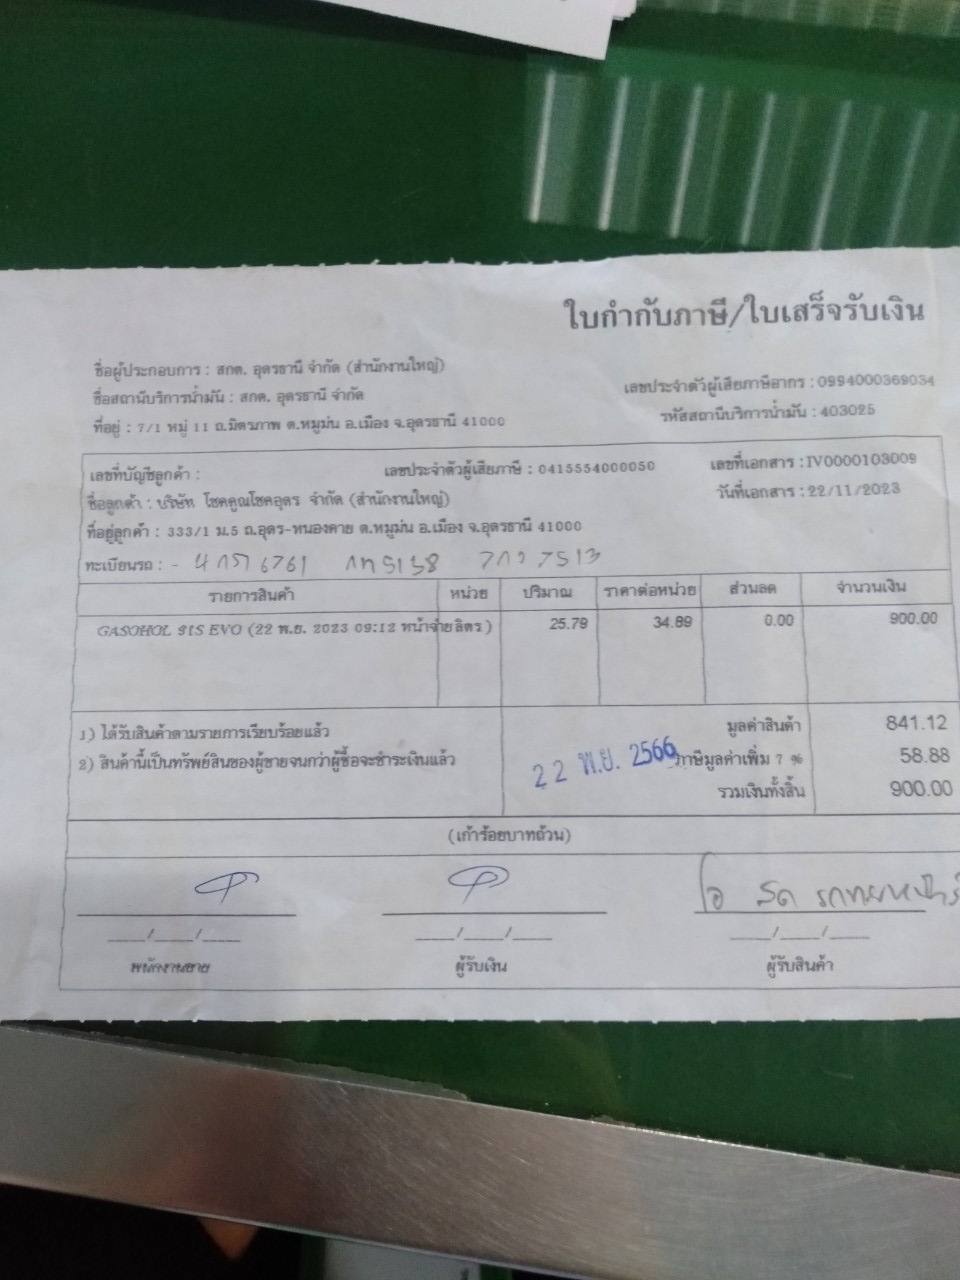 ใบกำกับภาษี/ใบเสร็จรับเงิน
ชื่อผู้ประกอบการ : สกต. อุดรธานี จำกัด (สำนักงานใหญ่)
เลขประจำตัวผู้เสียภาษีอากร : 0994000369034
ชื่อสถานีบริการน้ำมัน : สกต. อุดรธานี จำกัด
รหัสสถานีบริการน้ำมัน : 403025
ที่อยู่ : 7/1 หมู่ 11 ถ.มิตรภาพ ต.หมูม่น อ.เมือง จ.อุดรธานี 41000
เลขที่บัญชีลูกค้า : เลขประจำตัวผู้เสียภาษี : 0415554000050 เลขที่เอกสาร : IV0000103009
ชื่อลูกค้า : บริษัท โชคคูณโชคอุดร จำกัด (สำนักงานใหญ่) วันที่เอกสาร : 22/11/2023
ที่อยู่ลูกค้า : 333/1 ม.5 ถ.อุดร-หนองคาย ต.หมูม่น อ.เมือง จ.อุดรธานี 41000
ทะเบียนรถ : -
รายการสินค้า หน่วย ปริมาณ ราคาต่อหน่วย ส่วนลด จำนวนเงิน
GASOHOL 91S EVO (22 พ.ย. 2023 09:12 หน้าจ่าย ลิตร ) 25.79 34.89 0.00 900.00
1) ได้รับสินค้าตามรายการเรียบร้อยแล้ว มูลค่าสินค้า 841.12
2) สินค้านี้เป็นทรัพย์สินของผู้ขายจนกว่าผู้ซื้อจะชำระเงินแล้ว 22 พ.ย. 2566 ภาษีมูลค่าเพิ่ม 7 % 58.88
รวมเงินทั้งสิ้น 900.00
(เก้าร้อยบาทถ้วน)
___/___/___ ___/___/___ ___/___/___
พนักงานขาย ผู้รับเงิน ผู้รับสินค้า